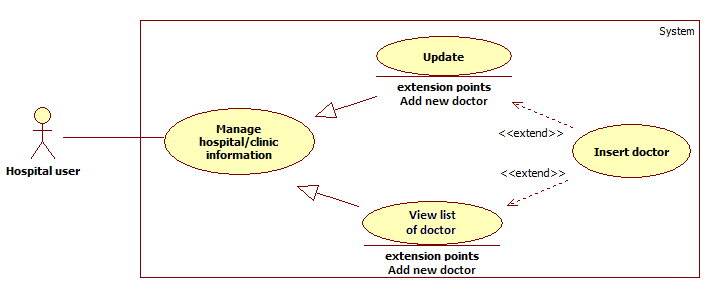 System
Update
extension points
Add new doctor
<<extend>>
Manage
hospital/clinic
information
Insert doctor
Hospital user
<<extend>>
View list
of doctor
extension points
Add new doctor